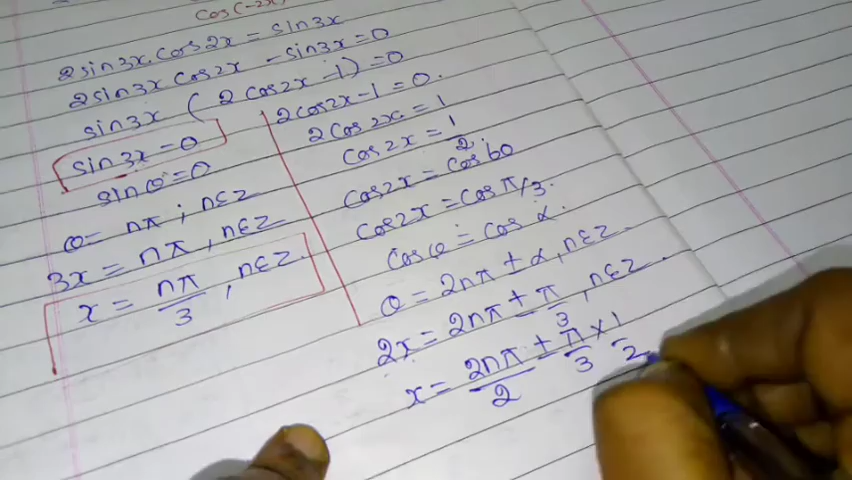 cos(-2x)
2sin3x.cos2x = sin3x
2sin3x cos2x - sin3x = 0
sin3x ( 2cos2x - 1) = 0
sin3x = 0
sinθ = 0
θ = nπ ; n∈z
3x = nπ , n∈z
x = nπ/3 , n∈z.
2cos2x - 1 = 0.
2cos2x = 1
cos2x = 1/2.
cos2x = cos60
cos2x = cosπ/3.
cosθ = cos α.
θ = 2nπ ± α, n∈z.
2x = 2nπ ± π/3, n∈z.
x = 2nπ/2 ± π/3 × 1/2